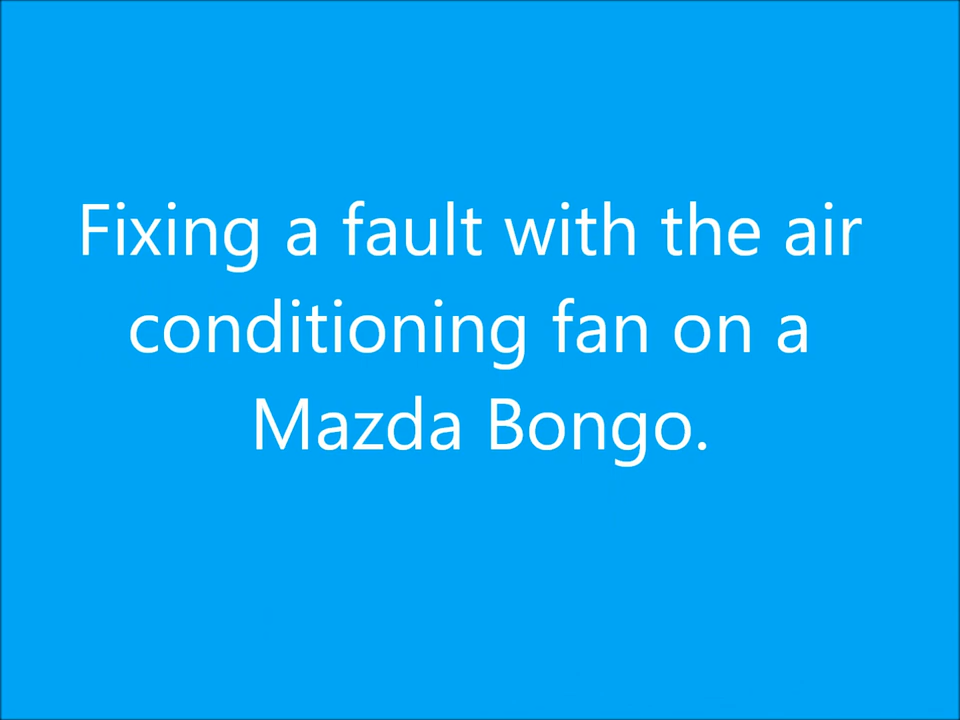 Fixing a fault with the air
conditioning fan on a
Mazda Bongo.